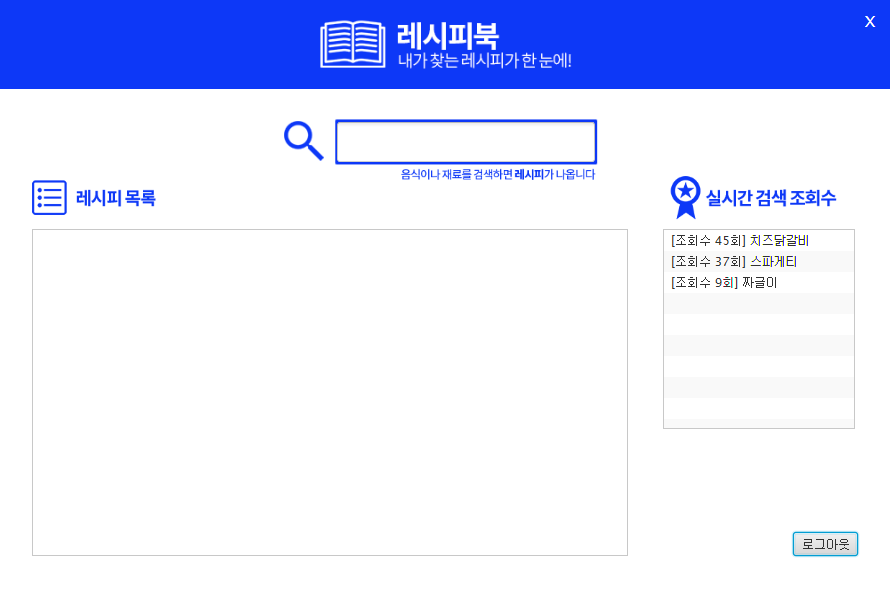 X
레시피북
내가 찾는 레시피가 한 눈에!
음식이나 재료를 검색하면 레시피가 나옵니다
레시피 목록
실시간 검색 조회수
[조회수 45회] 치즈닭갈비
[조회수 37회] 스파게티
[조회수 9회] 짜글이
로그아웃